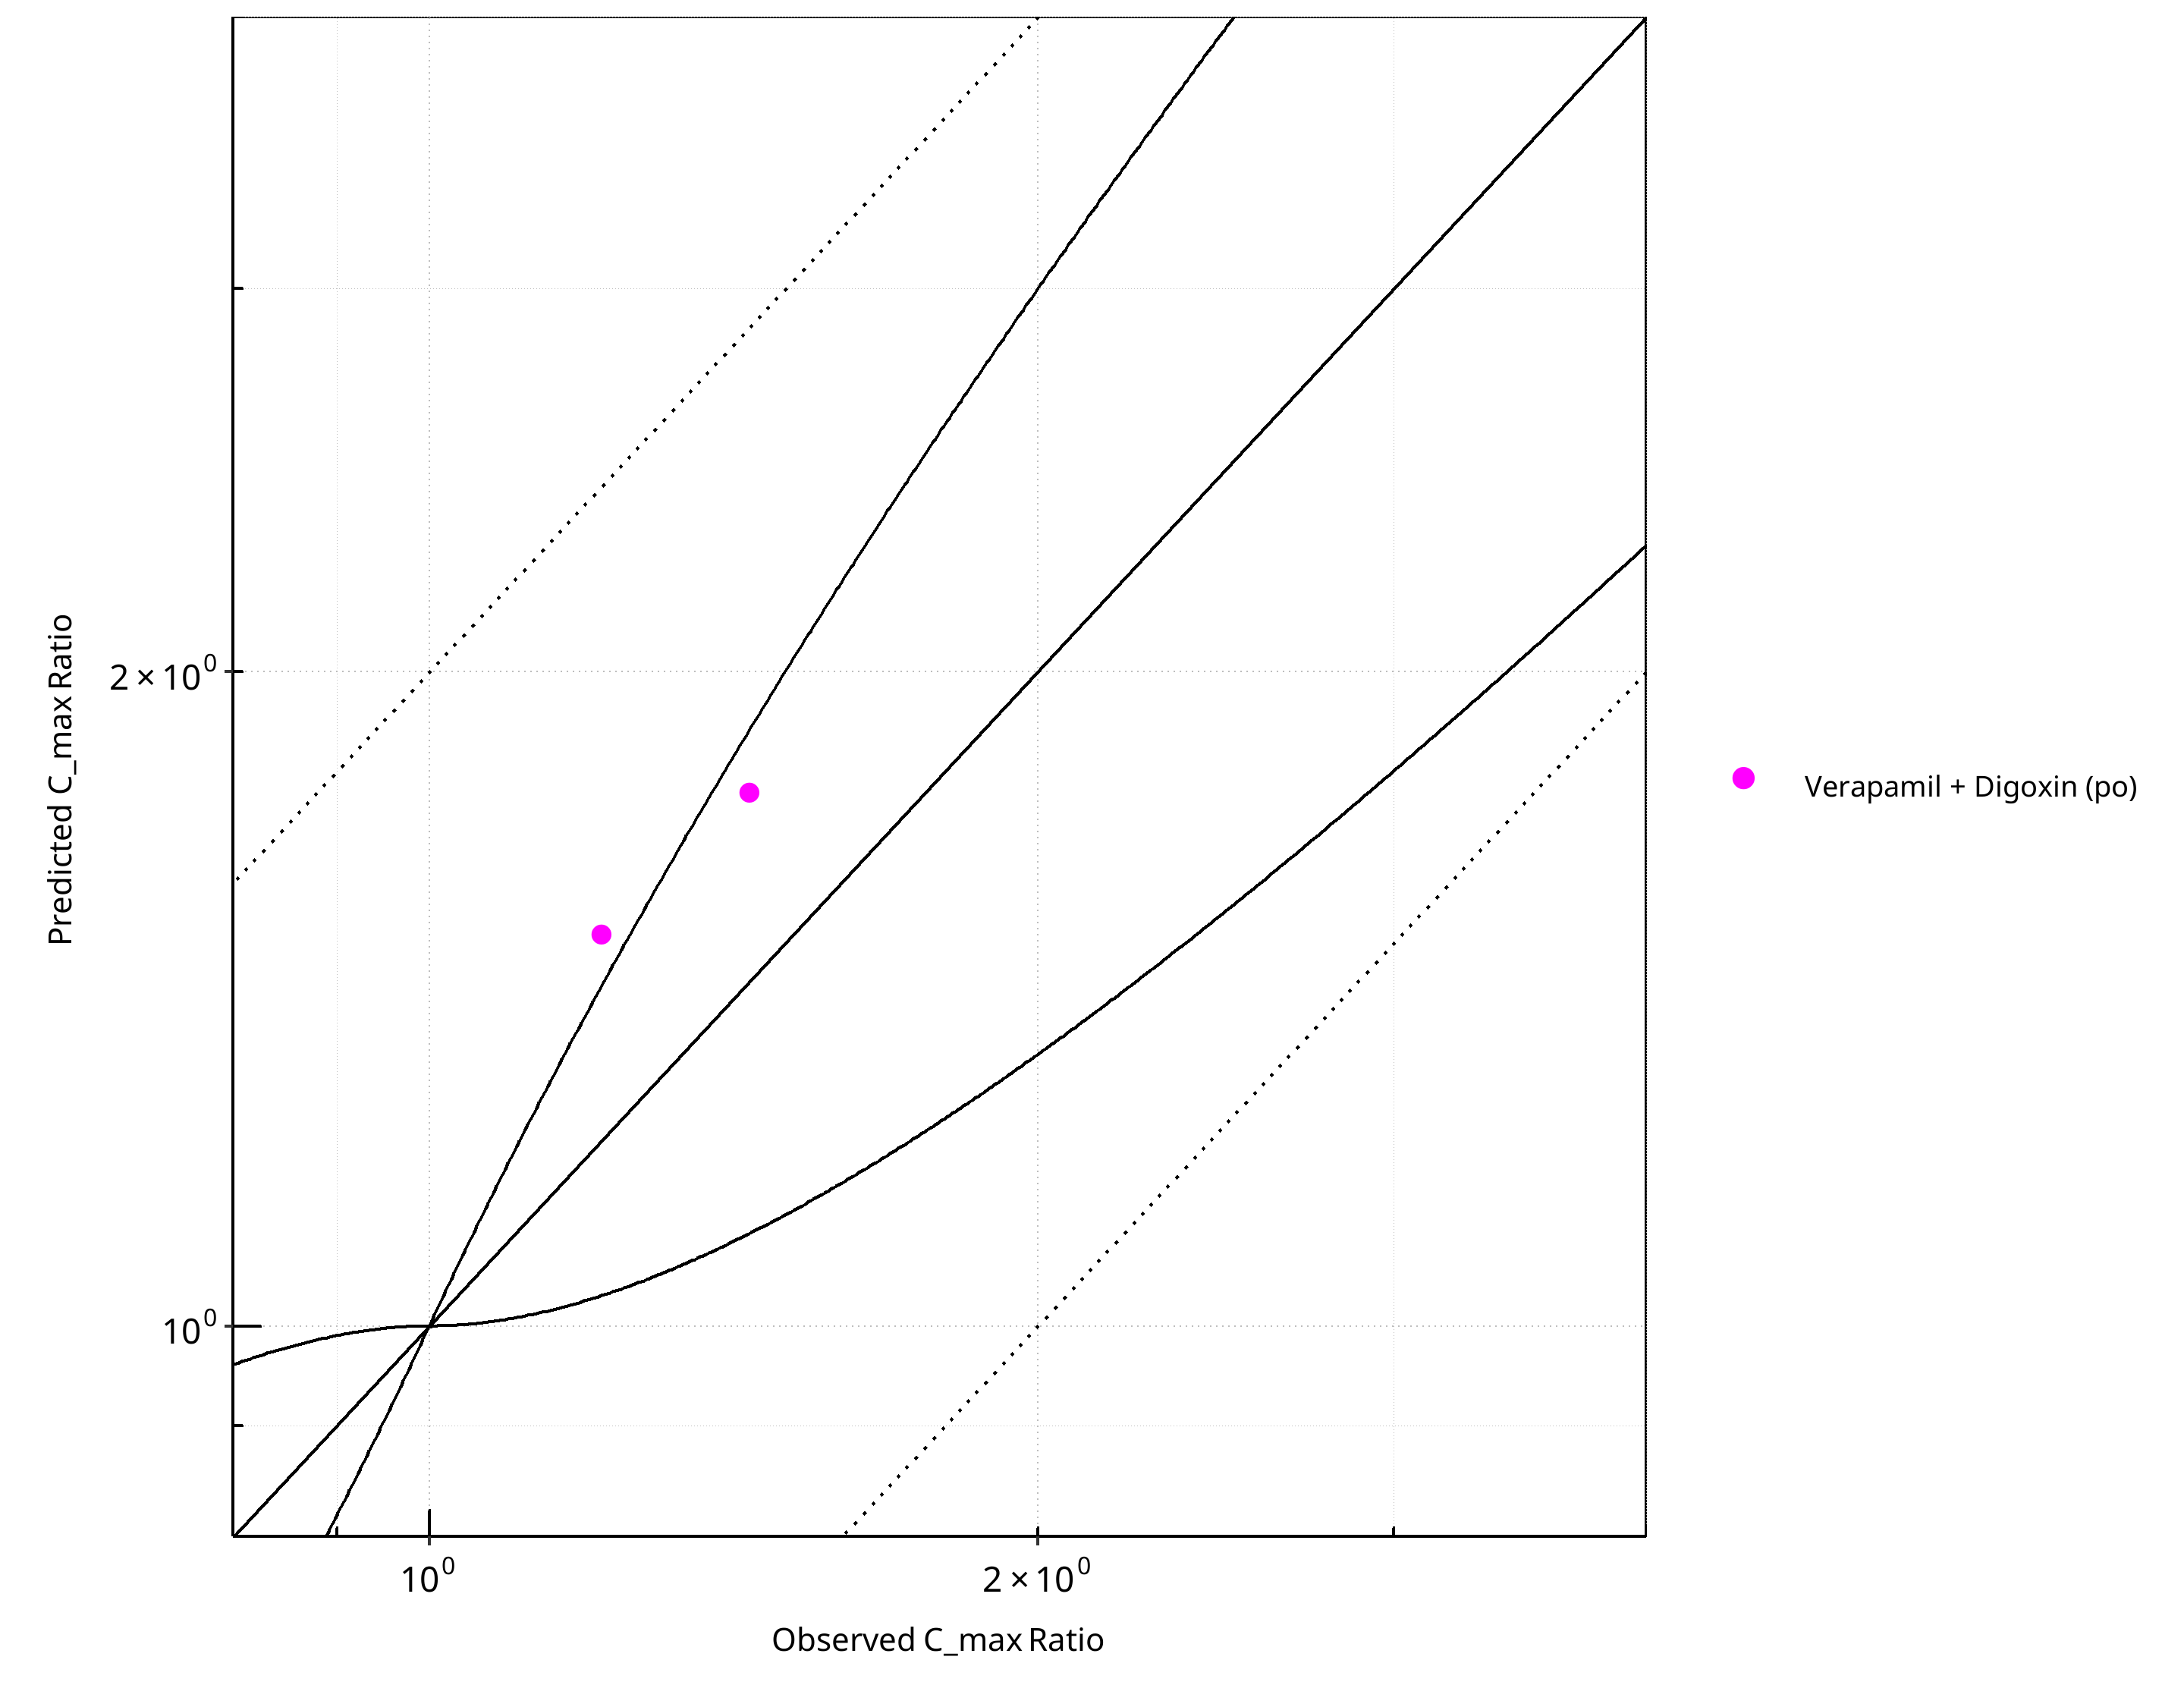 Predicted C_max Ratio
2 × 10⁰
10⁰
10⁰
2 × 10⁰
Observed C_max Ratio
Verapamil + Digoxin (po)